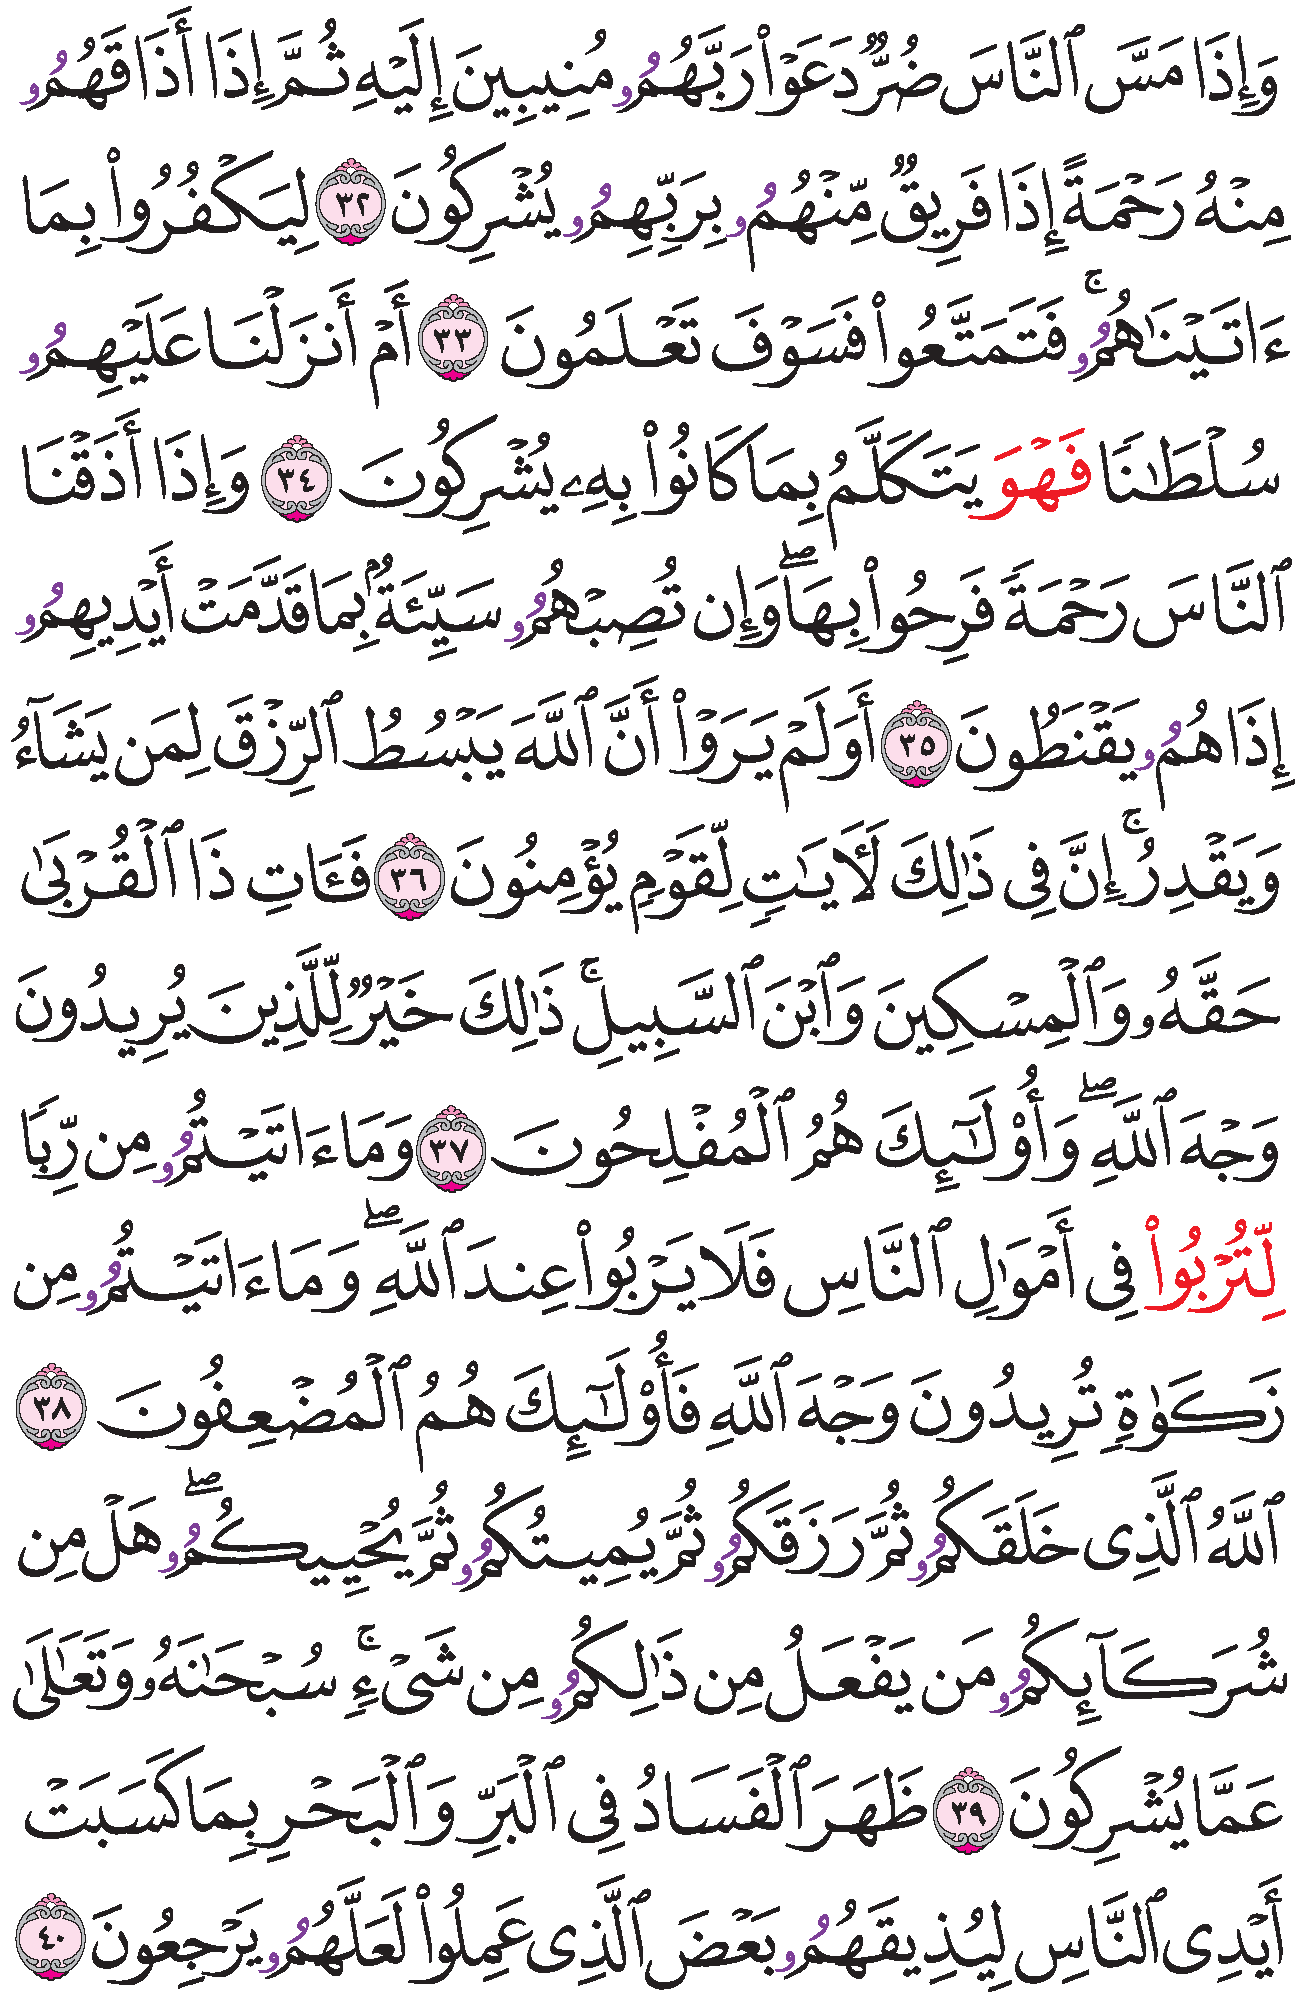 وَإِذَا مَسَّ ٱلنَّاسَ ضُرٌّ دَعَوْا۟ رَبَّهُمُۥ مُنِيبِينَ إِلَيْهِ ثُمَّ إِذَا أَذَاقَهُمُۥ
مِنْهُ رَحْمَةً إِذَا فَرِيقٌ مِّنْهُمُۥ بِرَبِّهِمُۥ يُشْرِكُونَ ٣٢ لِيَكْفُرُوا۟ بِمَا
ءَاتَيْنَٰهُمُۥۚ فَتَمَتَّعُوا۟ فَسَوْفَ تَعْلَمُونَ ٣٣ أَمْ أَنزَلْنَا عَلَيْهِمُۥ
سُلْطَٰنًا فَهْوَ يَتَكَلَّمُ بِمَا كَانُوا۟ بِهِۦ يُشْرِكُونَ ٣٤ وَإِذَا أَذَقْنَا
ٱلنَّاسَ رَحْمَةً فَرِحُوا۟ بِهَاۖ وَإِن تُصِبْهُمُۥ سَيِّئَةُۢ بِمَا قَدَّمَتْ أَيْدِيهِمُۥ
إِذَا هُمُۥ يَقْنَطُونَ ٣٥ أَوَلَمْ يَرَوْا۟ أَنَّ ٱللَّهَ يَبْسُطُ ٱلرِّزْقَ لِمَن يَشَآءُ
وَيَقْدِرُۚ إِنَّ فِى ذَٰلِكَ لَأَيَٰتٍ لِّقَوْمٍ يُؤْمِنُونَ ٣٦ فَـَٔاتِ ذَا ٱلْقُرْبَىٰ
حَقَّهُۥ وَٱلْمِسْكِينَ وَٱبْنَ ٱلسَّبِيلِۚ ذَٰلِكَ خَيْرٌ لِّلَّذِينَ يُرِيدُونَ
وَجْهَ ٱللَّهِۖ وَأُو۟لَٰٓئِكَ هُمُ ٱلْمُفْلِحُونَ ٣٧ وَمَا ءَاتَيْتُمُۥ مِن رِّبًا
لِّتُرْبُوا۟ فِى أَمْوَٰلِ ٱلنَّاسِ فَلَا يَرْبُوا۟ عِندَ ٱللَّهِۖ وَمَا ءَاتَيْتُمُۥ مِن
زَكَوٰةٍ تُرِيدُونَ وَجْهَ ٱللَّهِ فَأُو۟لَٰٓئِكَ هُمُ ٱلْمُضْعِفُونَ ٣٨
ٱللَّهُ ٱلَّذِى خَلَقَكُمُۥ ثُمَّ رَزَقَكُمُۥ ثُمَّ يُمِيتُكُمُۥ ثُمَّ يُحْيِيكُمُۥۖ هَلْ مِن
شُرَكَآئِكُمُۥ مَن يَفْعَلُ مِن ذَٰلِكُمُۥ مِن شَىْءٍۚ سُبْحَٰنَهُۥ وَتَعَٰلَىٰ
عَمَّا يُشْرِكُونَ ٣٩ ظَهَرَ ٱلْفَسَادُ فِى ٱلْبَرِّ وَٱلْبَحْرِ بِمَا كَسَبَتْ
أَيْدِى ٱلنَّاسِ لِيُذِيقَهُمُۥ بَعْضَ ٱلَّذِى عَمِلُوا۟ لَعَلَّهُمُۥ يَرْجِعُونَ ٤٠